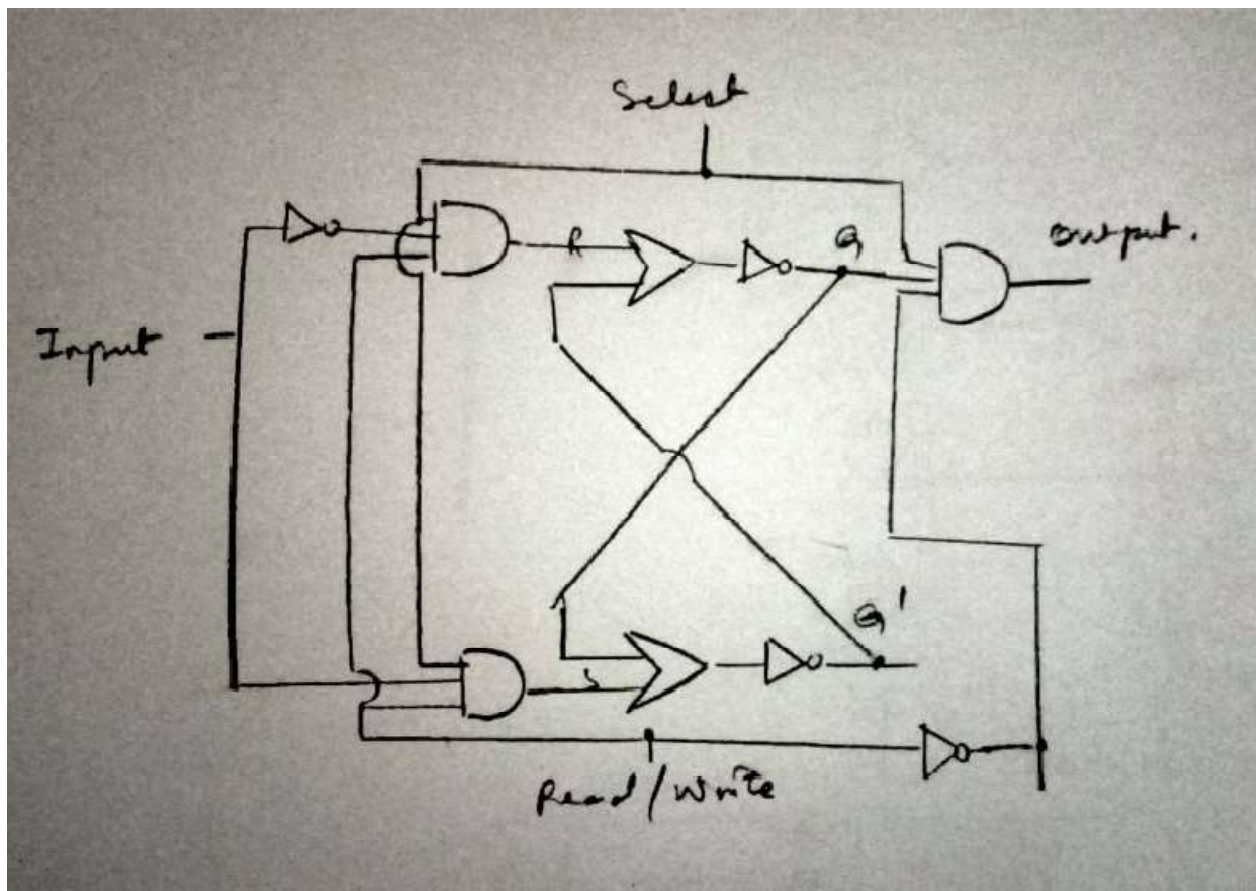 Select
Output.
R
Q
Input
Q'
S
Read/Write